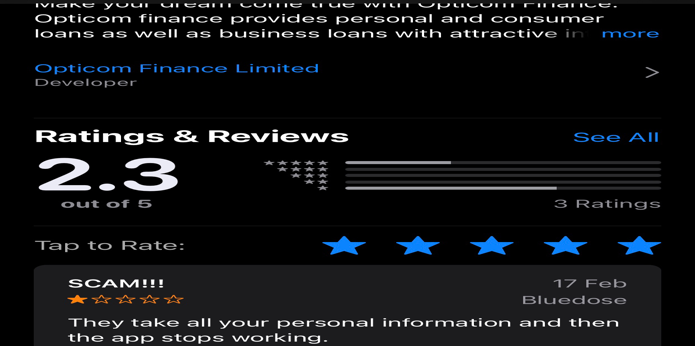 Make your dream come true with Opticom Finance.
Opticom finance provides personal and consumer
loans as well as business loans with attractive in more
Opticom Finance Limited
Developer
Ratings & Reviews
See All
2.3
out of 5
3 Ratings
Tap to Rate:
SCAM!!!
17 Feb
Bluedose
They take all your personal information and then
the app stops working.